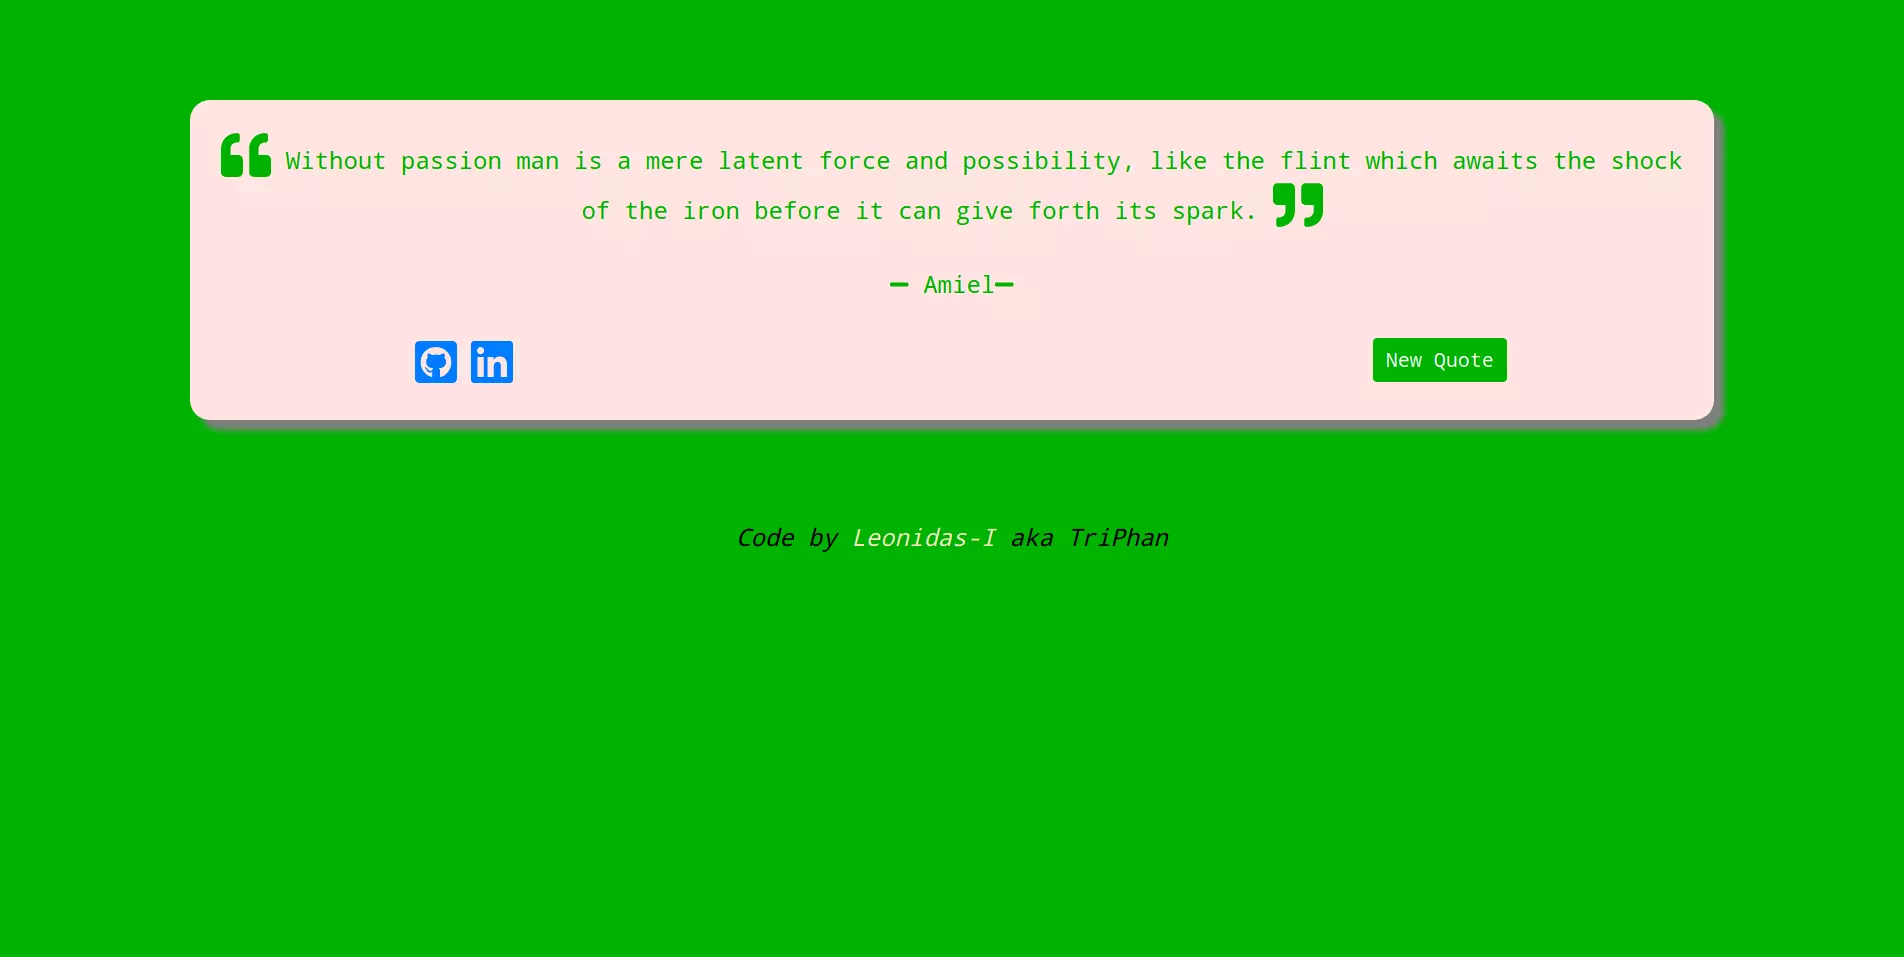 ❝ Without passion man is a mere latent force and possibility, like the flint which awaits the shock
of the iron before it can give forth its spark. ❞
— Amiel—
in
New Quote
Code by Leonidas-I aka TriPhan